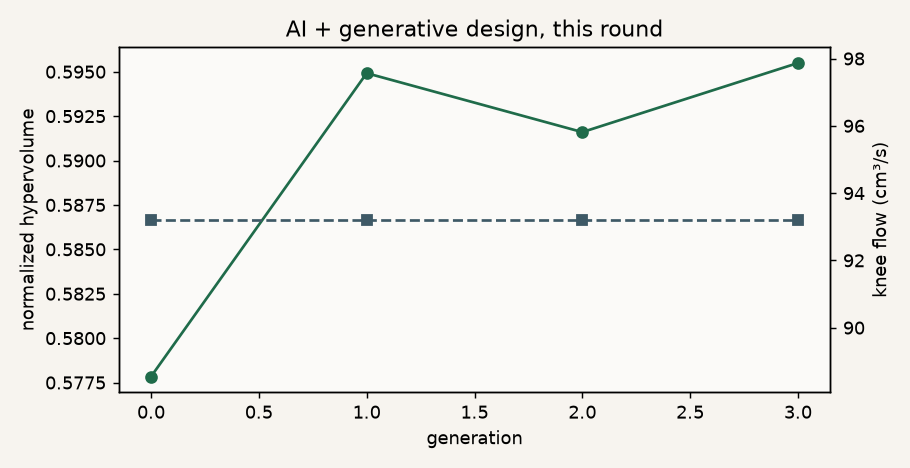 AI + generative design, this round
normalized hypervolume
0.5950
0.5925
0.5900
0.5875
0.5850
0.5825
0.5800
0.5775
98
96
94
92
90
knee flow (cm³/s)
0.0 0.5 1.0 1.5 2.0 2.5 3.0
generation